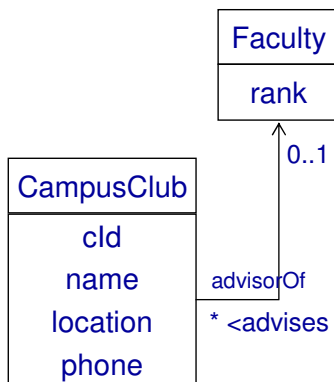 Faculty
rank
0..1
CampusClub
cId
name
location
phone
advisorOf
* <advises